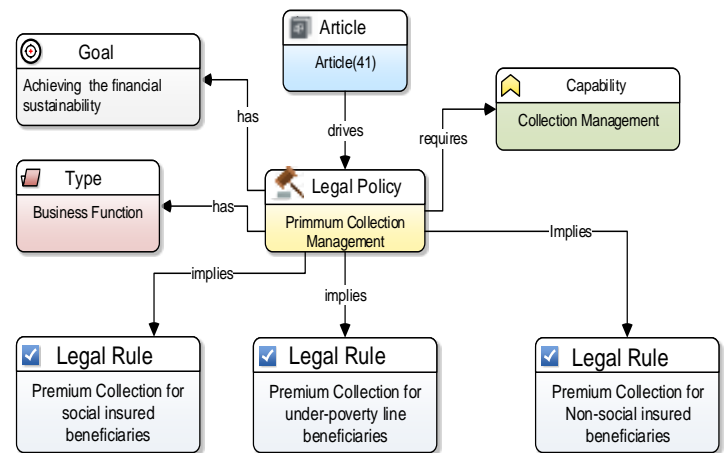 Article
Article(41)
Goal
Achieving the financial
sustainability
Capability
Collection Management
has
drives
requires
Type
Business Function
Legal Policy
Primmum Collection
Management
has
Implies
implies
implies
Legal Rule
Premium Collection for
social insured
beneficiaries
Legal Rule
Premium Collection for
under-poverty line
beneficiaries
Legal Rule
Premium Collection for
Non-social insured
beneficiaries